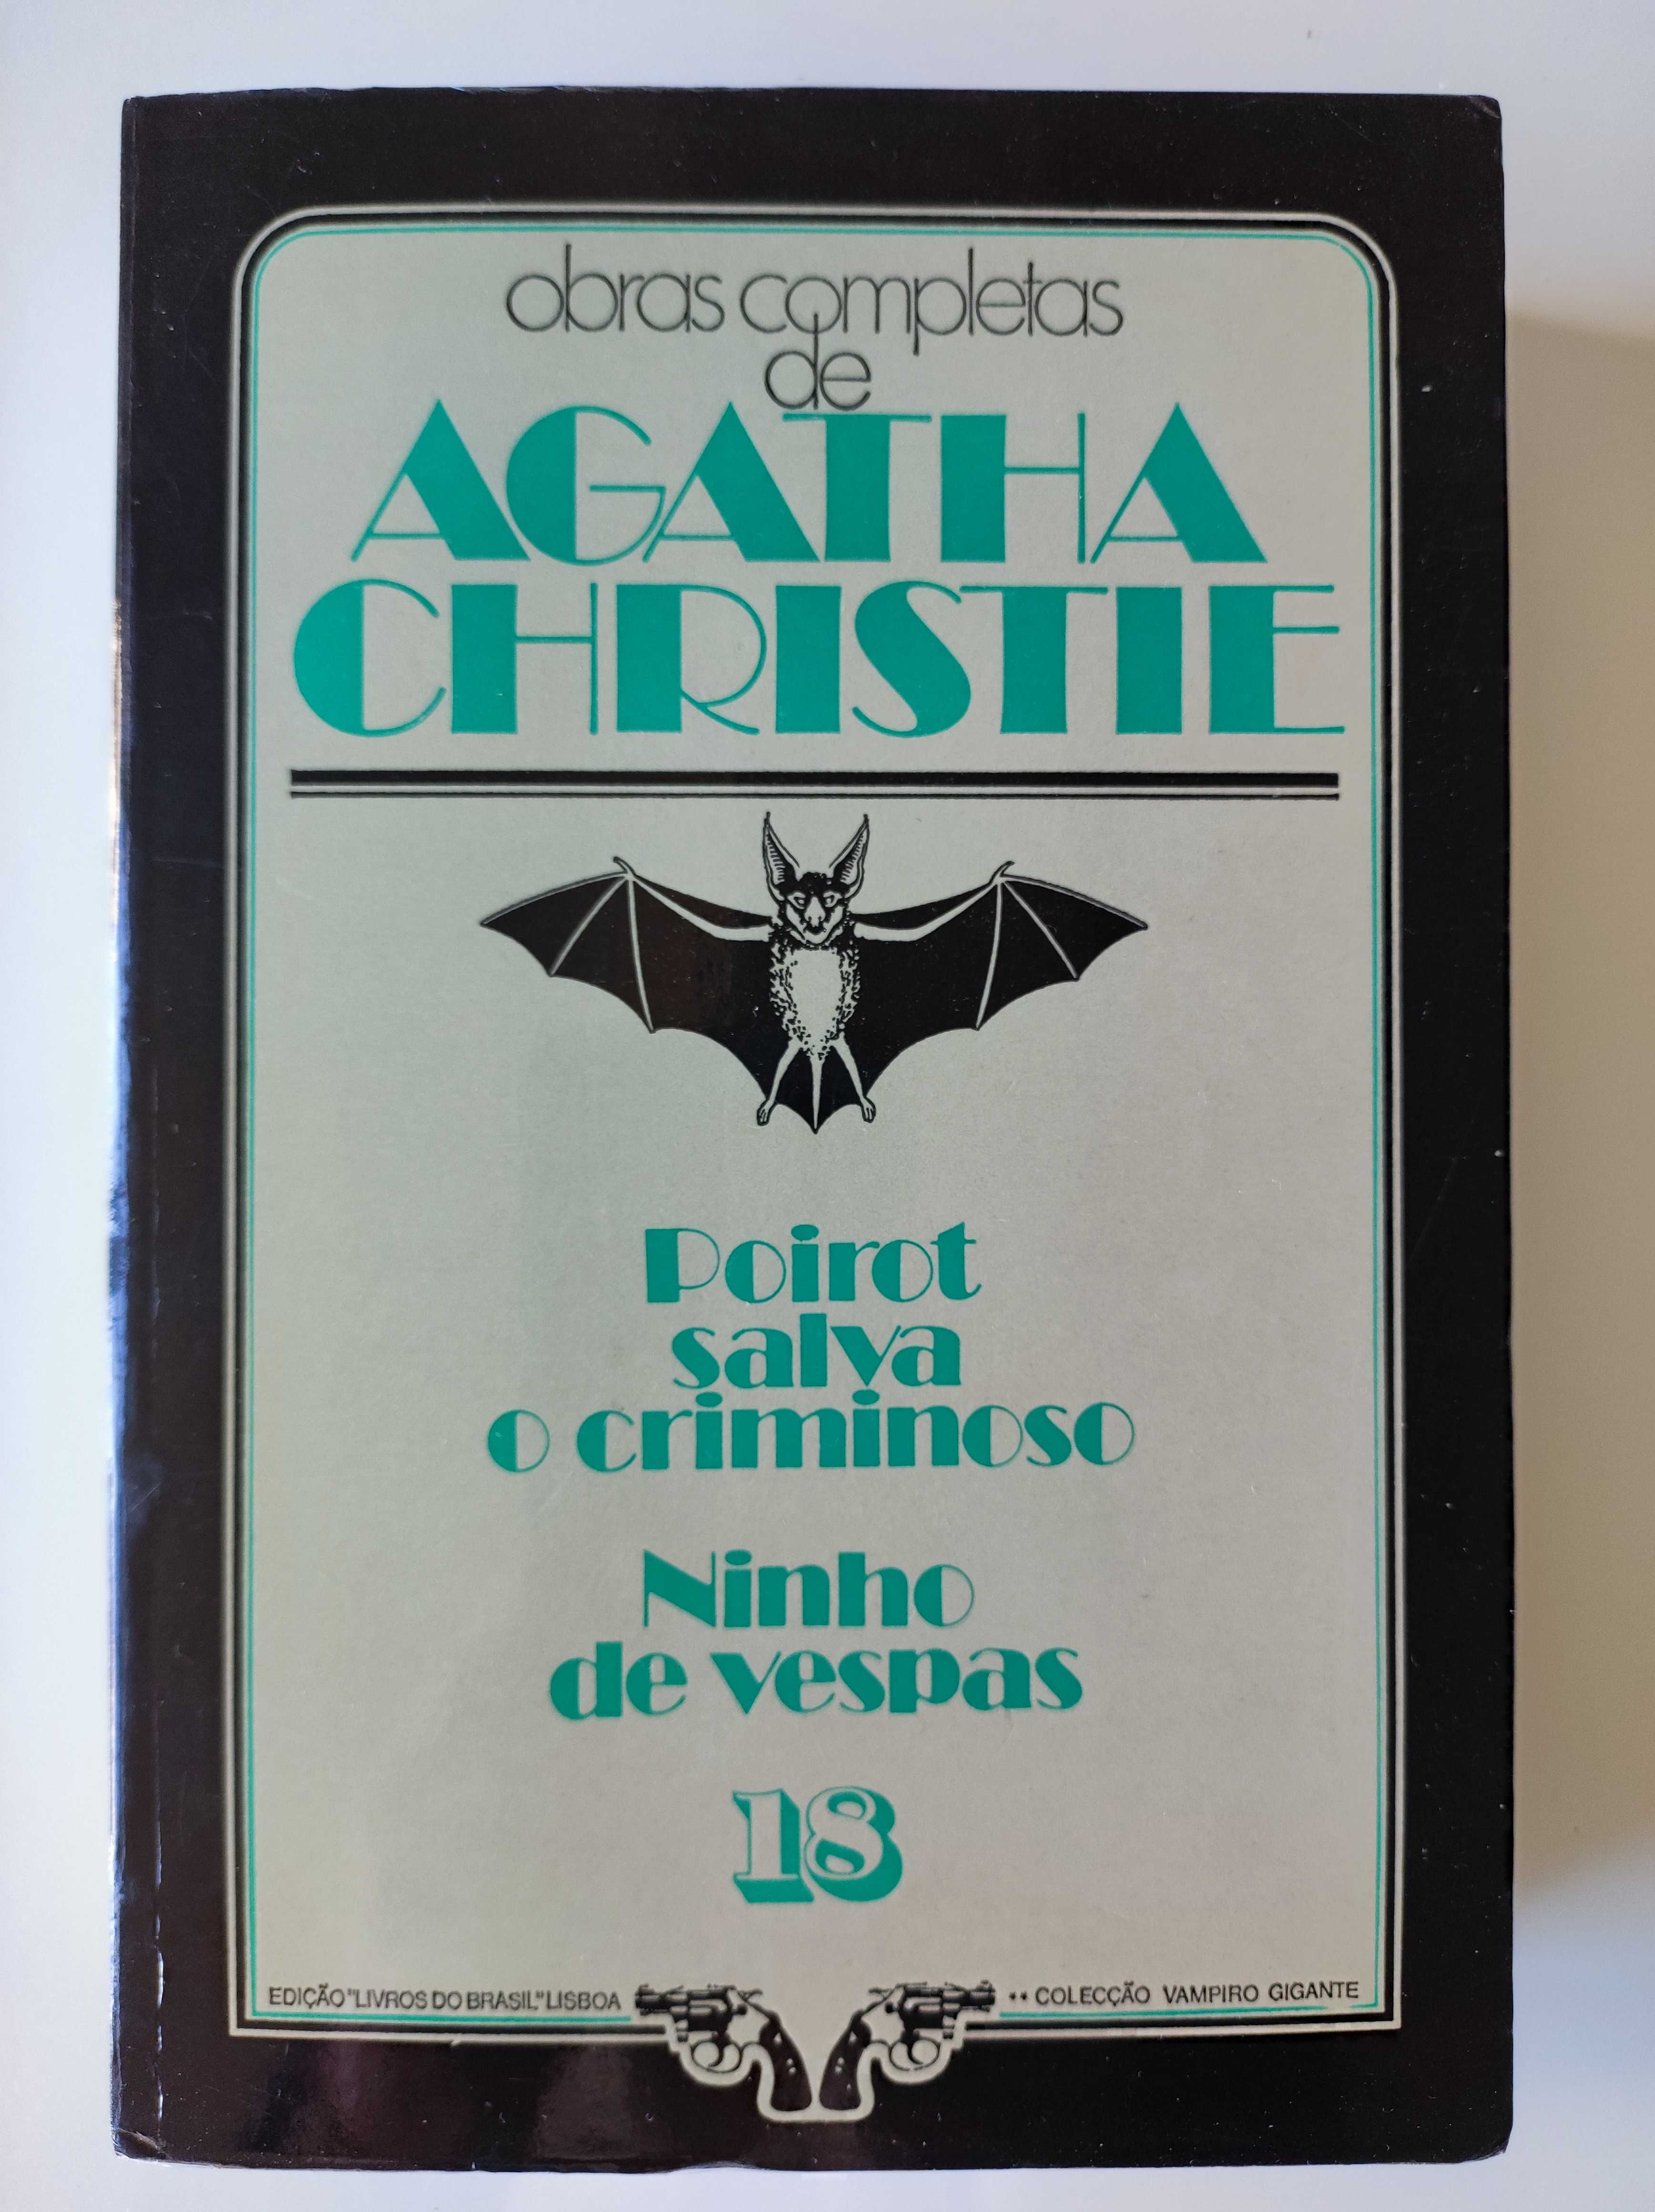 obras completas
de
AGATHA
CHRISTIE
Poirot
salva
o criminoso
Ninho
de vespas
18
EDIÇÃO "LIVROS DO BRASIL" LISBOA ** COLECÇÃO VAMPIRO GIGANTE